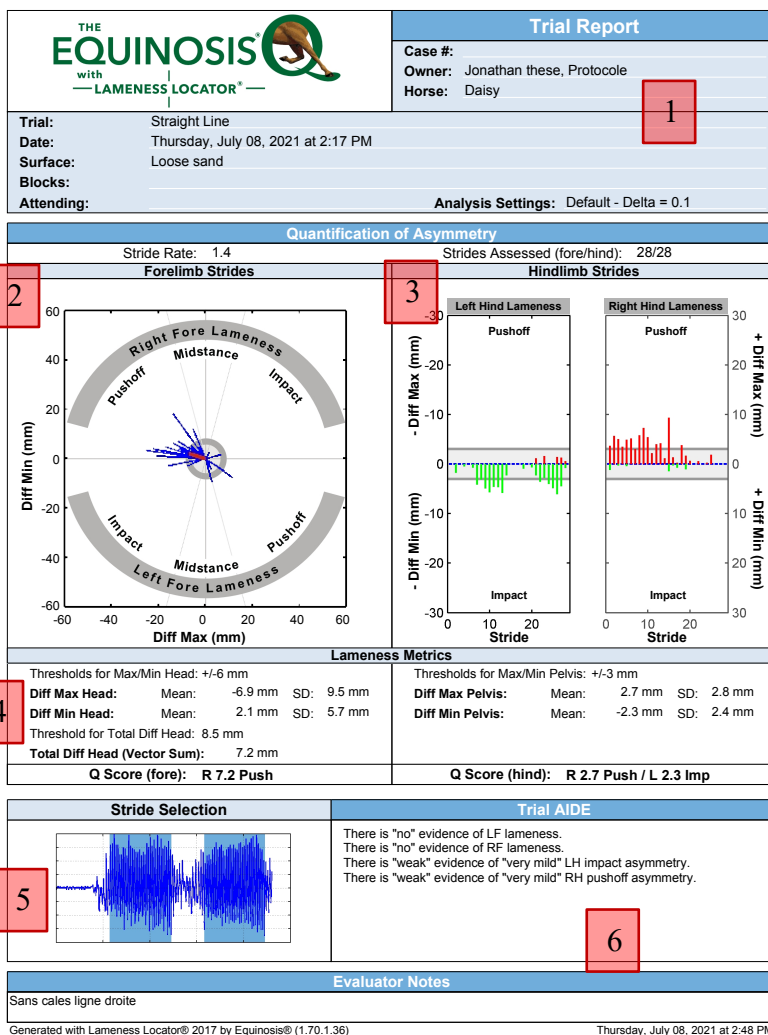 THE
EQUINOSIS®
with
LAMENESS LOCATOR®
Trial Report
Case #:
Owner: Jonathan these, Protocole
Horse: Daisy
1
Trial: Straight Line
Date: Thursday, July 08, 2021 at 2:17 PM
Surface: Loose sand
Blocks:
Attending:
Analysis Settings: Default - Delta = 0.1
Quantification of Asymmetry
Stride Rate: 1.4
Strides Assessed (fore/hind): 28/28
2
Forelimb Strides
60
40
20
0
-20
-40
-60
Diff Min (mm)
Right Fore Lameness
Pushoff
Midstance
Impact
Impact
Midstance
Pushoff
Left Fore Lameness
-60 -40 -20 0 20 40 60
Diff Max (mm)
3
Hindlimb Strides
Left Hind Lameness
Right Hind Lameness
Pushoff
Pushoff
-30
-20
-10
0
-10
-20
-30
- Diff Max (mm)
- Diff Min (mm)
30
20
10
0
10
20
30
+ Diff Max (mm)
+ Diff Min (mm)
Impact
Impact
0 10 20
0 10 20
Stride
Stride
Lameness Metrics
4
Thresholds for Max/Min Head: +/-6 mm
Diff Max Head: Mean: -6.9 mm SD: 9.5 mm
Diff Min Head: Mean: 2.1 mm SD: 5.7 mm
Threshold for Total Diff Head: 8.5 mm
Total Diff Head (Vector Sum): 7.2 mm
Q Score (fore): R 7.2 Push
Thresholds for Max/Min Pelvis: +/-3 mm
Diff Max Pelvis: Mean: 2.7 mm SD: 2.8 mm
Diff Min Pelvis: Mean: -2.3 mm SD: 2.4 mm
Q Score (hind): R 2.7 Push / L 2.3 Imp
Stride Selection
5
Trial AIDE
There is "no" evidence of LF lameness.
There is "no" evidence of RF lameness.
There is "weak" evidence of "very mild" LH impact asymmetry.
There is "weak" evidence of "very mild" RH pushoff asymmetry.
6
Evaluator Notes
Sans cales ligne droite
Generated with Lameness Locator® 2017 by Equinosis® (1.70.1.36)
Thursday, July 08, 2021 at 2:48 PM